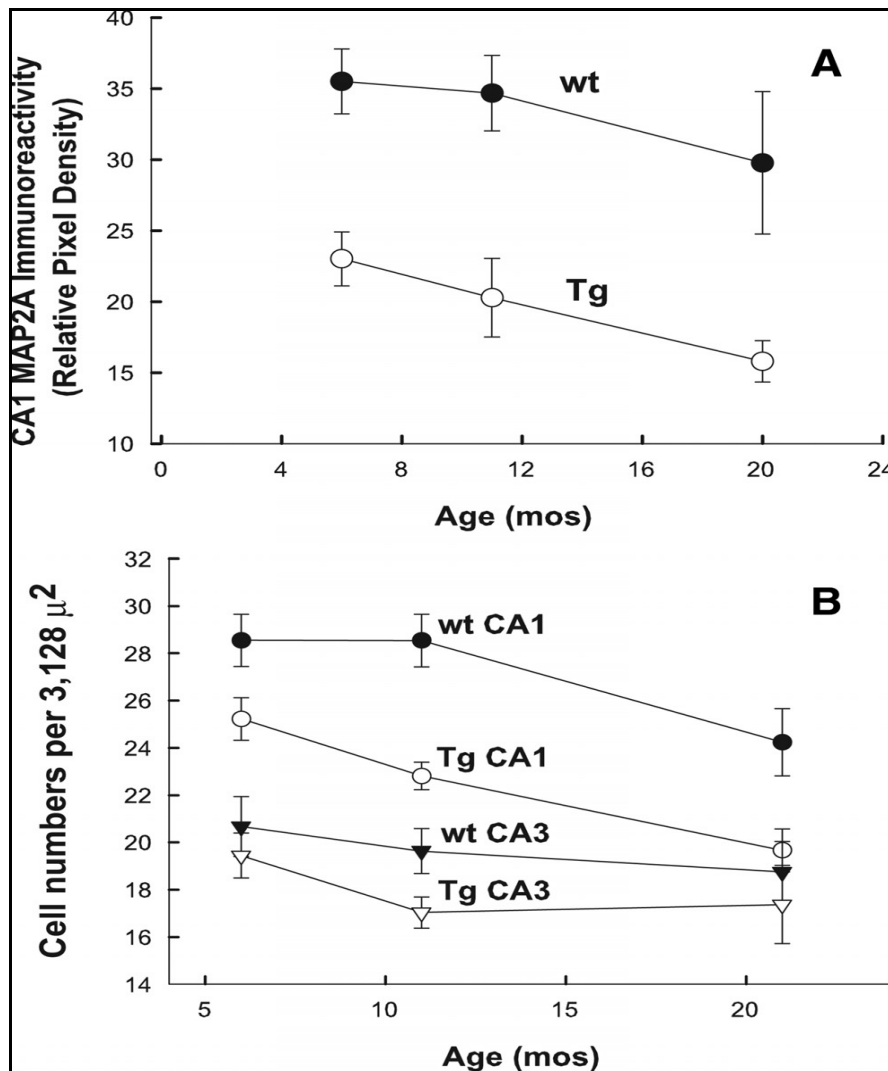 CA1 MAP2A Immunoreactivity
(Relative Pixel Density)
40
35
30
25
20
15
10
A
wt
Tg
0 4 8 12 16 20 24
Age (mos)
Cell numbers per 3,128 μ²
32
30
28
26
24
22
20
18
16
14
B
wt CA1
Tg CA1
wt CA3
Tg CA3
5 10 15 20
Age (mos)